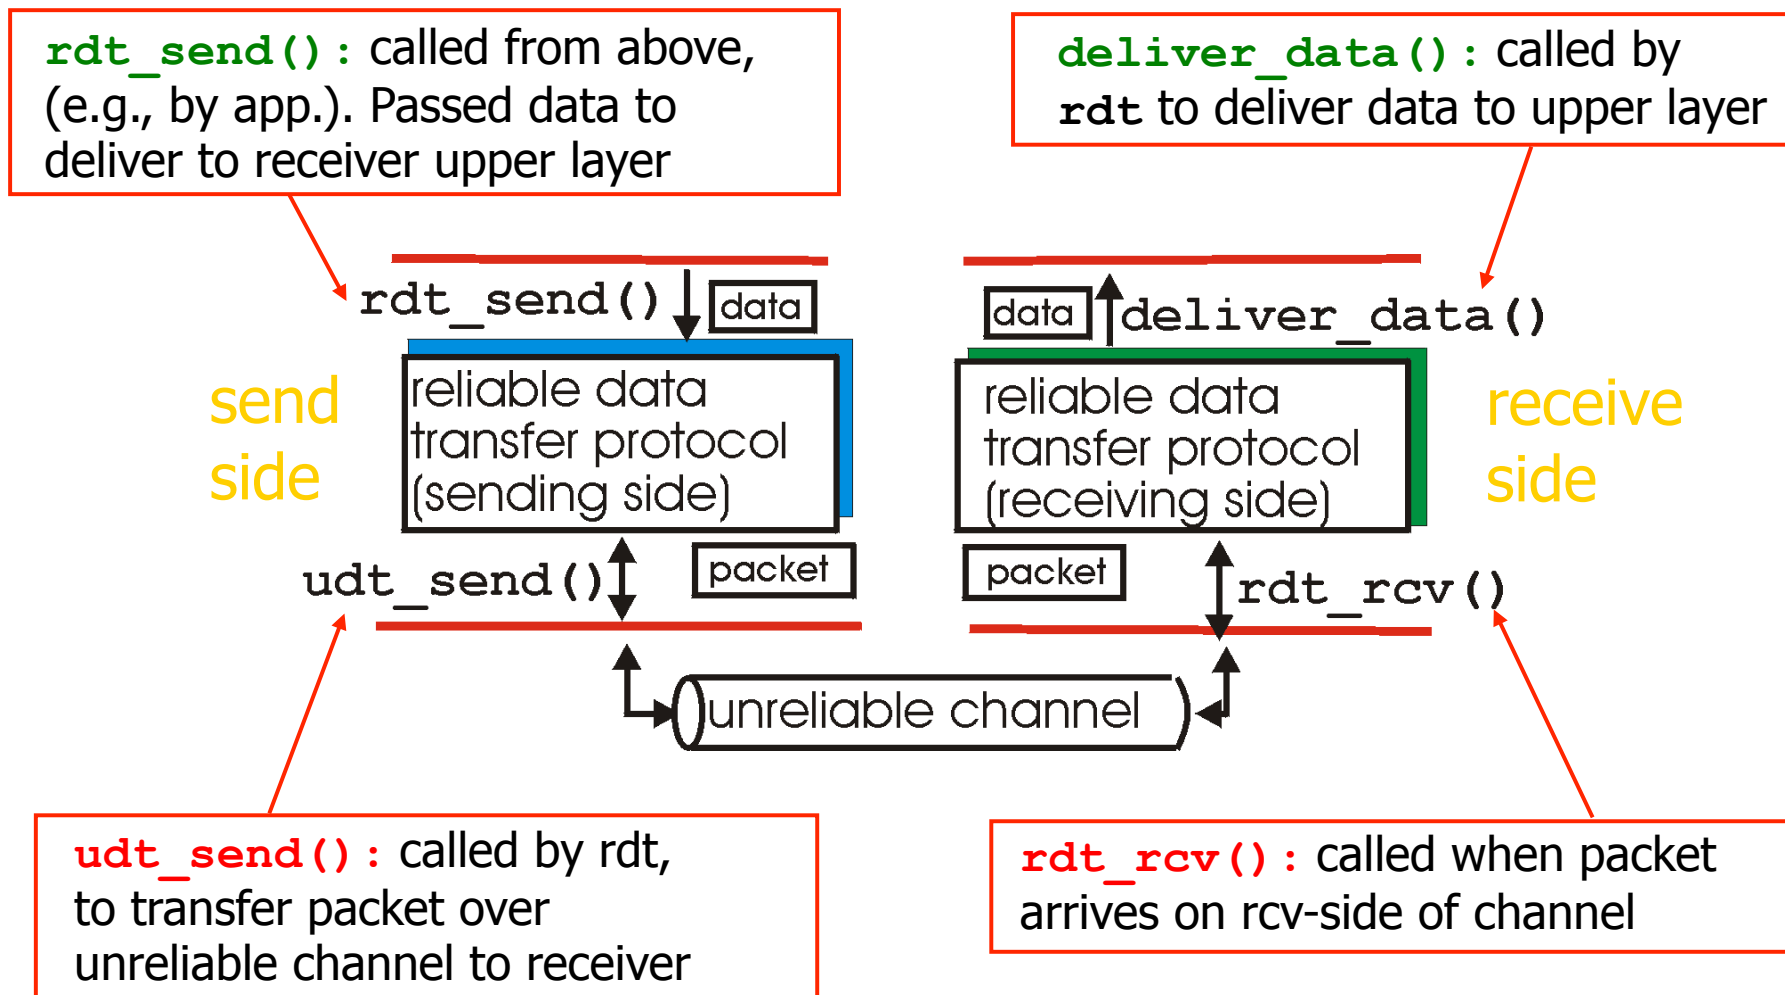 rdt_send(): called from above,
(e.g., by app.). Passed data to
deliver to receiver upper layer
deliver_data(): called by
rdt to deliver data to upper layer
rdt_send()
data
data
deliver_data()
send
side
reliable data
transfer protocol
(sending side)
reliable data
transfer protocol
(receiving side)
receive
side
udt_send()
packet
packet
rdt_rcv()
unreliable channel
udt_send(): called by rdt,
to transfer packet over
unreliable channel to receiver
rdt_rcv(): called when packet
arrives on rcv-side of channel